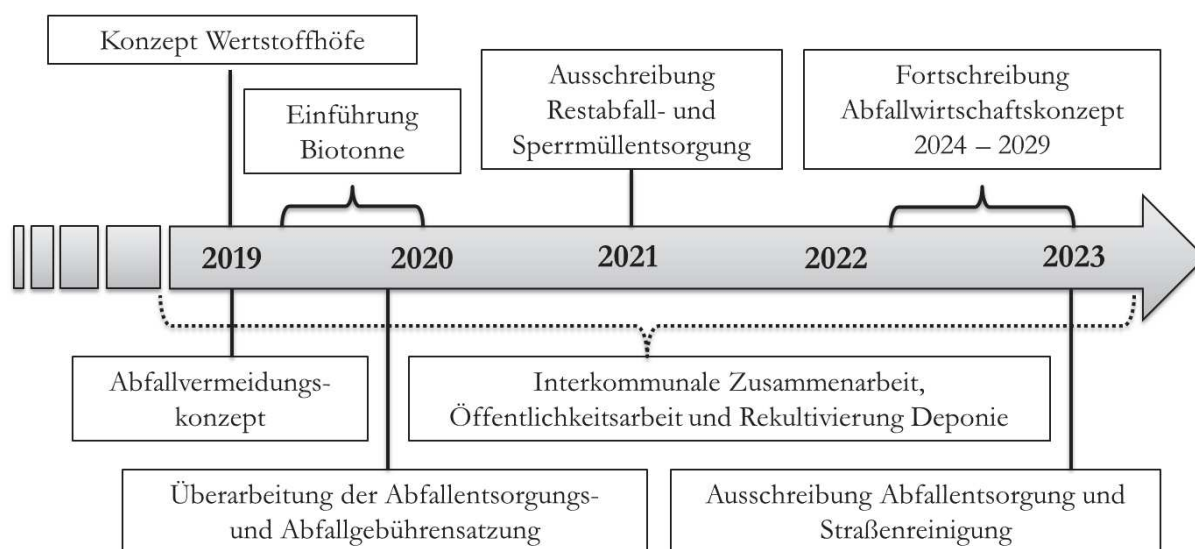 Konzept Wertstoffhöfe
Einführung
Biotonne
Ausschreibung
Restabfall- und
Sperrmüllentsorgung
Fortschreibung
Abfallwirtschaftskonzept
2024 – 2029
2019
2020
2021
2022
2023
Abfallvermeidungs-
konzept
Interkommunale Zusammenarbeit,
Öffentlichkeitsarbeit und Rekultivierung Deponie
Überarbeitung der Abfallentsorgungs-
und Abfallgebührensatzung
Ausschreibung Abfallentsorgung und
Straßenreinigung